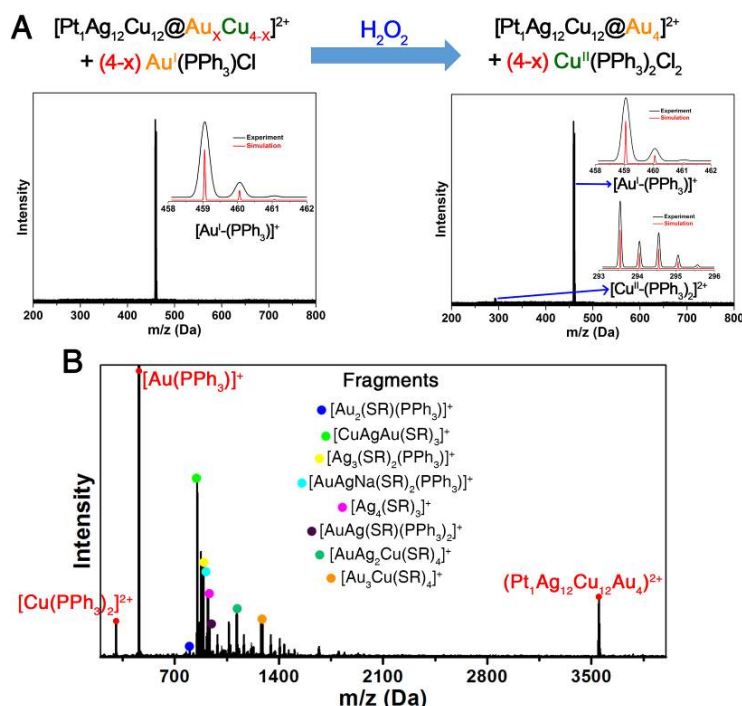 A
[Pt₁Ag₁₂Cu₁₂@AuₓCu₄₋ₓ]²⁺
+ (4-x) Auᴵ(PPh₃)Cl
H₂O₂
[Pt₁Ag₁₂Cu₁₂@Au₄]²⁺
+ (4-x) Cuᴵᴵ(PPh₃)₂Cl₂
Intensity
Experiment
Simulation
458 459 460 461 462
[Auᴵ-(PPh₃)]⁺
200 300 400 500 600 700 800
m/z (Da)
Intensity
Experiment
Simulation
458 459 460 461 462
[Auᴵ-(PPh₃)]⁺
Experiment
Simulation
293 294 295 296
[Cuᴵᴵ-(PPh₃)₂]²⁺
200 300 400 500 600 700 800
m/z (Da)
B
[Au(PPh₃)]⁺
Fragments
[Au₂(SR)(PPh₃)]⁺
[CuAgAu(SR)₃]⁺
[Ag₃(SR)₂(PPh₃)]⁺
[AuAgNa(SR)₂(PPh₃)]⁺
[Ag₄(SR)₃]⁺
[AuAg(SR)(PPh₃)₂]⁺
[AuAg₂Cu(SR)₄]⁺
[Au₃Cu(SR)₄]⁺
[Cu(PPh₃)₂]²⁺
(Pt₁Ag₁₂Cu₁₂Au₄)²⁺
Intensity
700 1400 2100 2800 3500
m/z (Da)